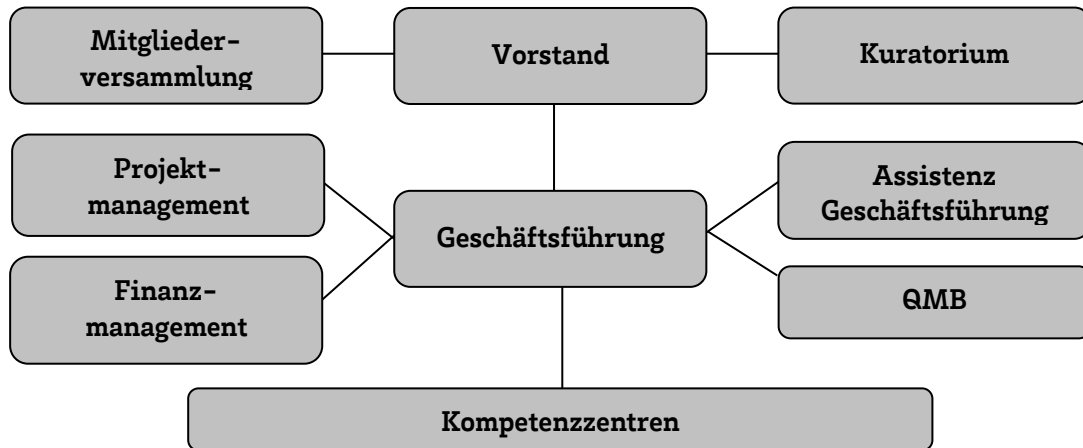 Mitglieder-
versammlung
Vorstand
Kuratorium
Projekt-
management
Assistenz
Geschäftsführung
Geschäftsführung
Finanz-
management
QMB
Kompetenzzentren